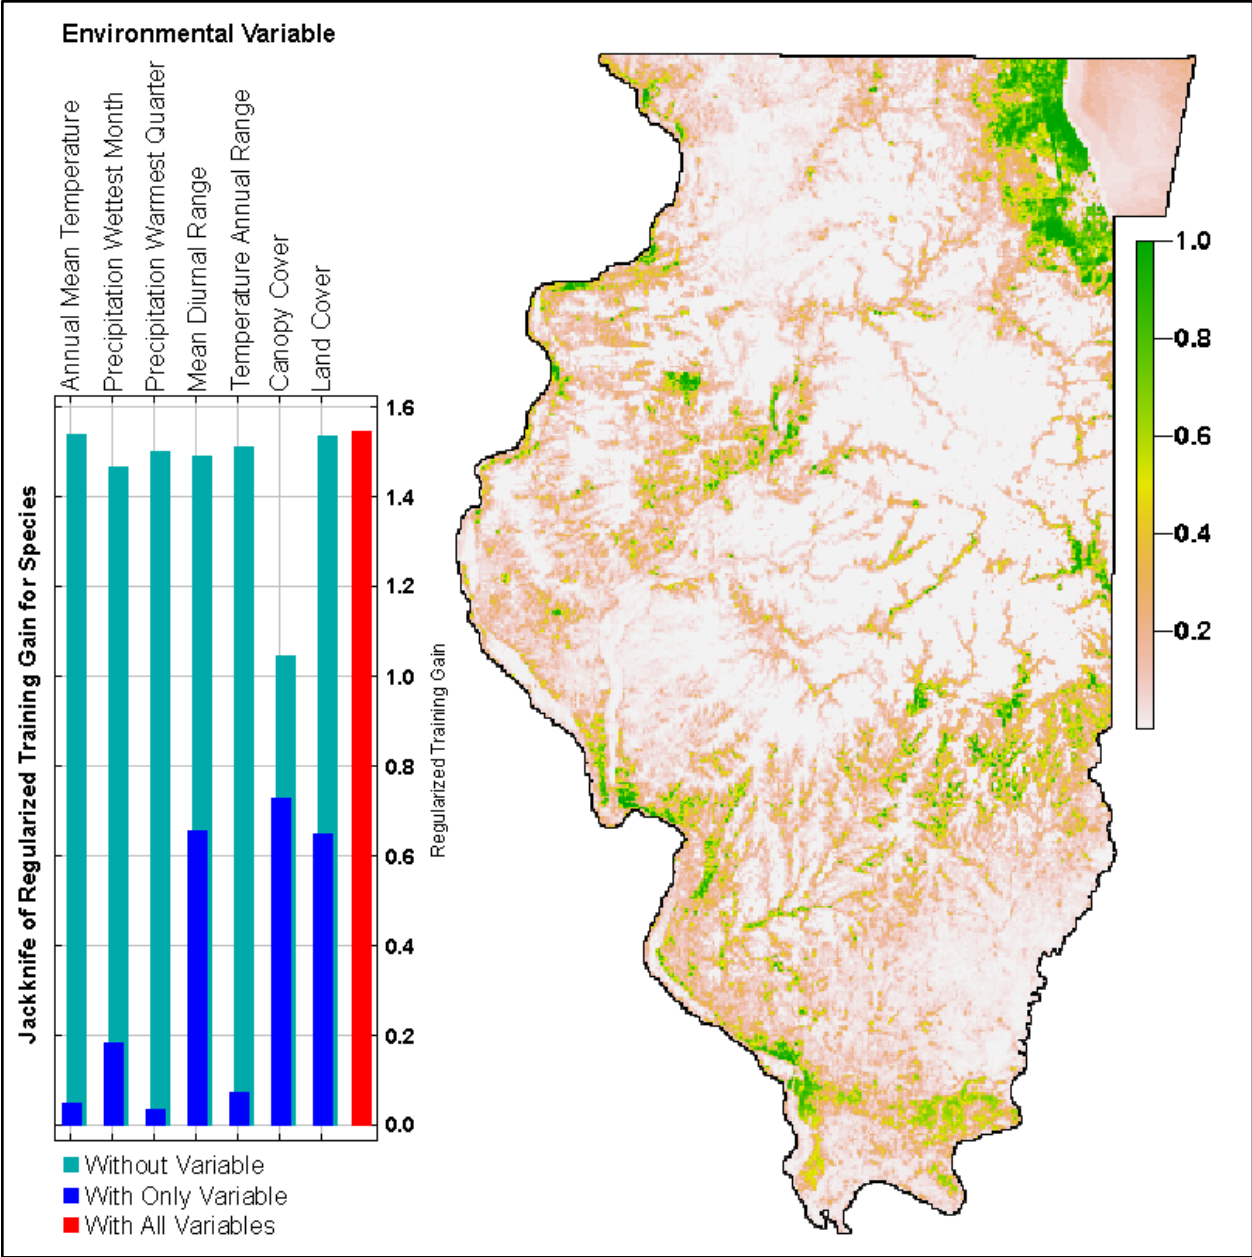 Environmental Variable
Annual Mean Temperature
Precipitation Wettest Month
Precipitation Warmest Quarter
Mean Diurnal Range
Temperature Annual Range
Canopy Cover
Land Cover
Jackknife of Regularized Training Gain for Species
1.6
1.4
1.2
1.0
0.8
0.6
0.4
0.2
0.0
Regularized Training Gain
Without Variable
With Only Variable
With All Variables
1.0
0.8
0.6
0.4
0.2